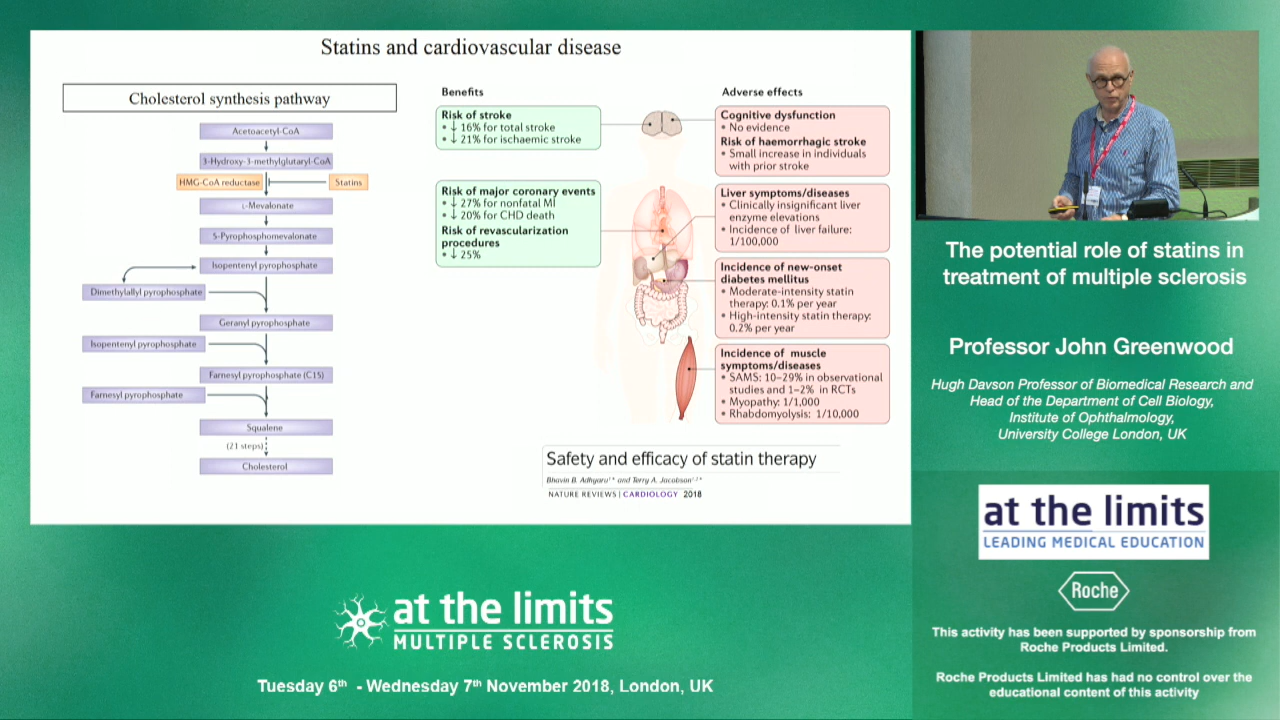 Statins and cardiovascular disease
Cholesterol synthesis pathway
Acetoacetyl-CoA
3-Hydroxy-3-methylglutaryl-CoA
HMG-CoA reductase
Statins
L-Mevalonate
5-Pyrophosphomevalonate
Isopentenyl pyrophosphate
Dimethylallyl pyrophosphate
Geranyl pyrophosphate
Isopentenyl pyrophosphate
Farnesyl pyrophosphate (C15)
Farnesyl pyrophosphate
Squalene
(21 steps)
Cholesterol
Benefits
Risk of stroke
• ↓ 16% for total stroke
• ↓ 21% for ischaemic stroke
Risk of major coronary events
• ↓ 27% for nonfatal MI
• ↓ 20% for CHD death
Risk of revascularization
procedures
• ↓ 25%
Adverse effects
Cognitive dysfunction
• No evidence
Risk of haemorrhagic stroke
• Small increase in individuals
with prior stroke
Liver symptoms/diseases
• Clinically insignificant liver
enzyme elevations
• Incidence of liver failure:
1/100,000
Incidence of new-onset
diabetes mellitus
• Moderate-intensity statin
therapy: 0.1% per year
• High-intensity statin therapy:
0.2% per year
Incidence of muscle
symptoms/diseases
• SAMS: 10–29% in observational
studies and 1–2% in RCTs
• Myopathy: 1/1,000
• Rhabdomyolysis: 1/10,000
Safety and efficacy of statin therapy
Bhavin B. Adhyaru and Terry A. Jacobson
NATURE REVIEWS | CARDIOLOGY 2018
The potential role of statins in
treatment of multiple sclerosis
Professor John Greenwood
Hugh Davson Professor of Biomedical Research and
Head of the Department of Cell Biology,
Institute of Ophthalmology,
University College London, UK
at the limits
LEADING MEDICAL EDUCATION
Roche
This activity has been supported by sponsorship from
Roche Products Limited.
Roche Products Limited has had no control over the
educational content of this activity
at the limits
MULTIPLE SCLEROSIS
Tuesday 6th - Wednesday 7th November 2018, London, UK